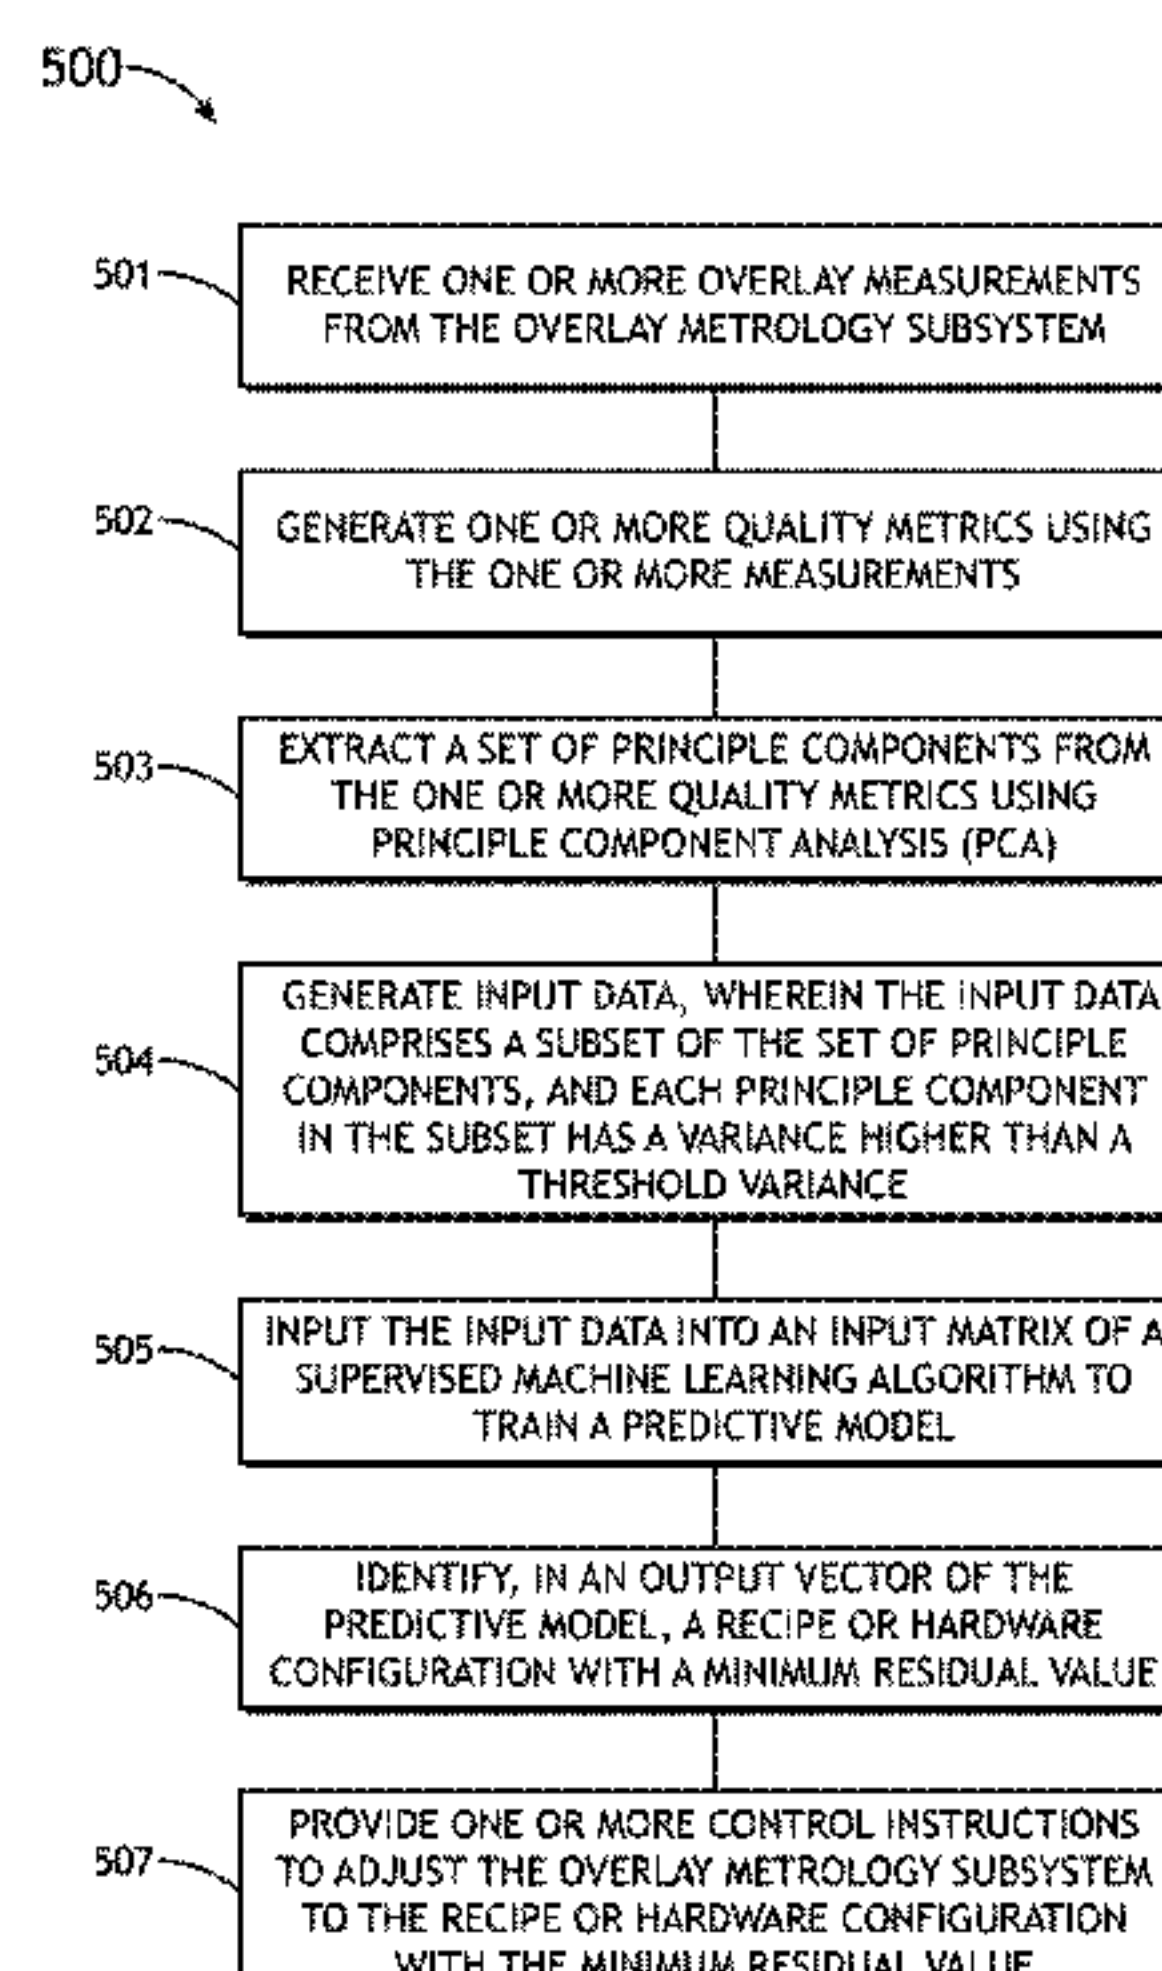 500
501
RECEIVE ONE OR MORE OVERLAY MEASUREMENTS
FROM THE OVERLAY METROLOGY SUBSYSTEM
502
GENERATE ONE OR MORE QUALITY METRICS USING
THE ONE OR MORE MEASUREMENTS
503
EXTRACT A SET OF PRINCIPLE COMPONENTS FROM
THE ONE OR MORE QUALITY METRICS USING
PRINCIPLE COMPONENT ANALYSIS (PCA)
504
GENERATE INPUT DATA, WHEREIN THE INPUT DATA
COMPRISES A SUBSET OF THE SET OF PRINCIPLE
COMPONENTS, AND EACH PRINCIPLE COMPONENT
IN THE SUBSET HAS A VARIANCE HIGHER THAN A
THRESHOLD VARIANCE
505
INPUT THE INPUT DATA INTO AN INPUT MATRIX OF A
SUPERVISED MACHINE LEARNING ALGORITHM TO
TRAIN A PREDICTIVE MODEL
506
IDENTIFY, IN AN OUTPUT VECTOR OF THE
PREDICTIVE MODEL, A RECIPE OR HARDWARE
CONFIGURATION WITH A MINIMUM RESIDUAL VALUE
507
PROVIDE ONE OR MORE CONTROL INSTRUCTIONS
TO ADJUST THE OVERLAY METROLOGY SUBSYSTEM
TO THE RECIPE OR HARDWARE CONFIGURATION
WITH THE MINIMUM RESIDUAL VALUE